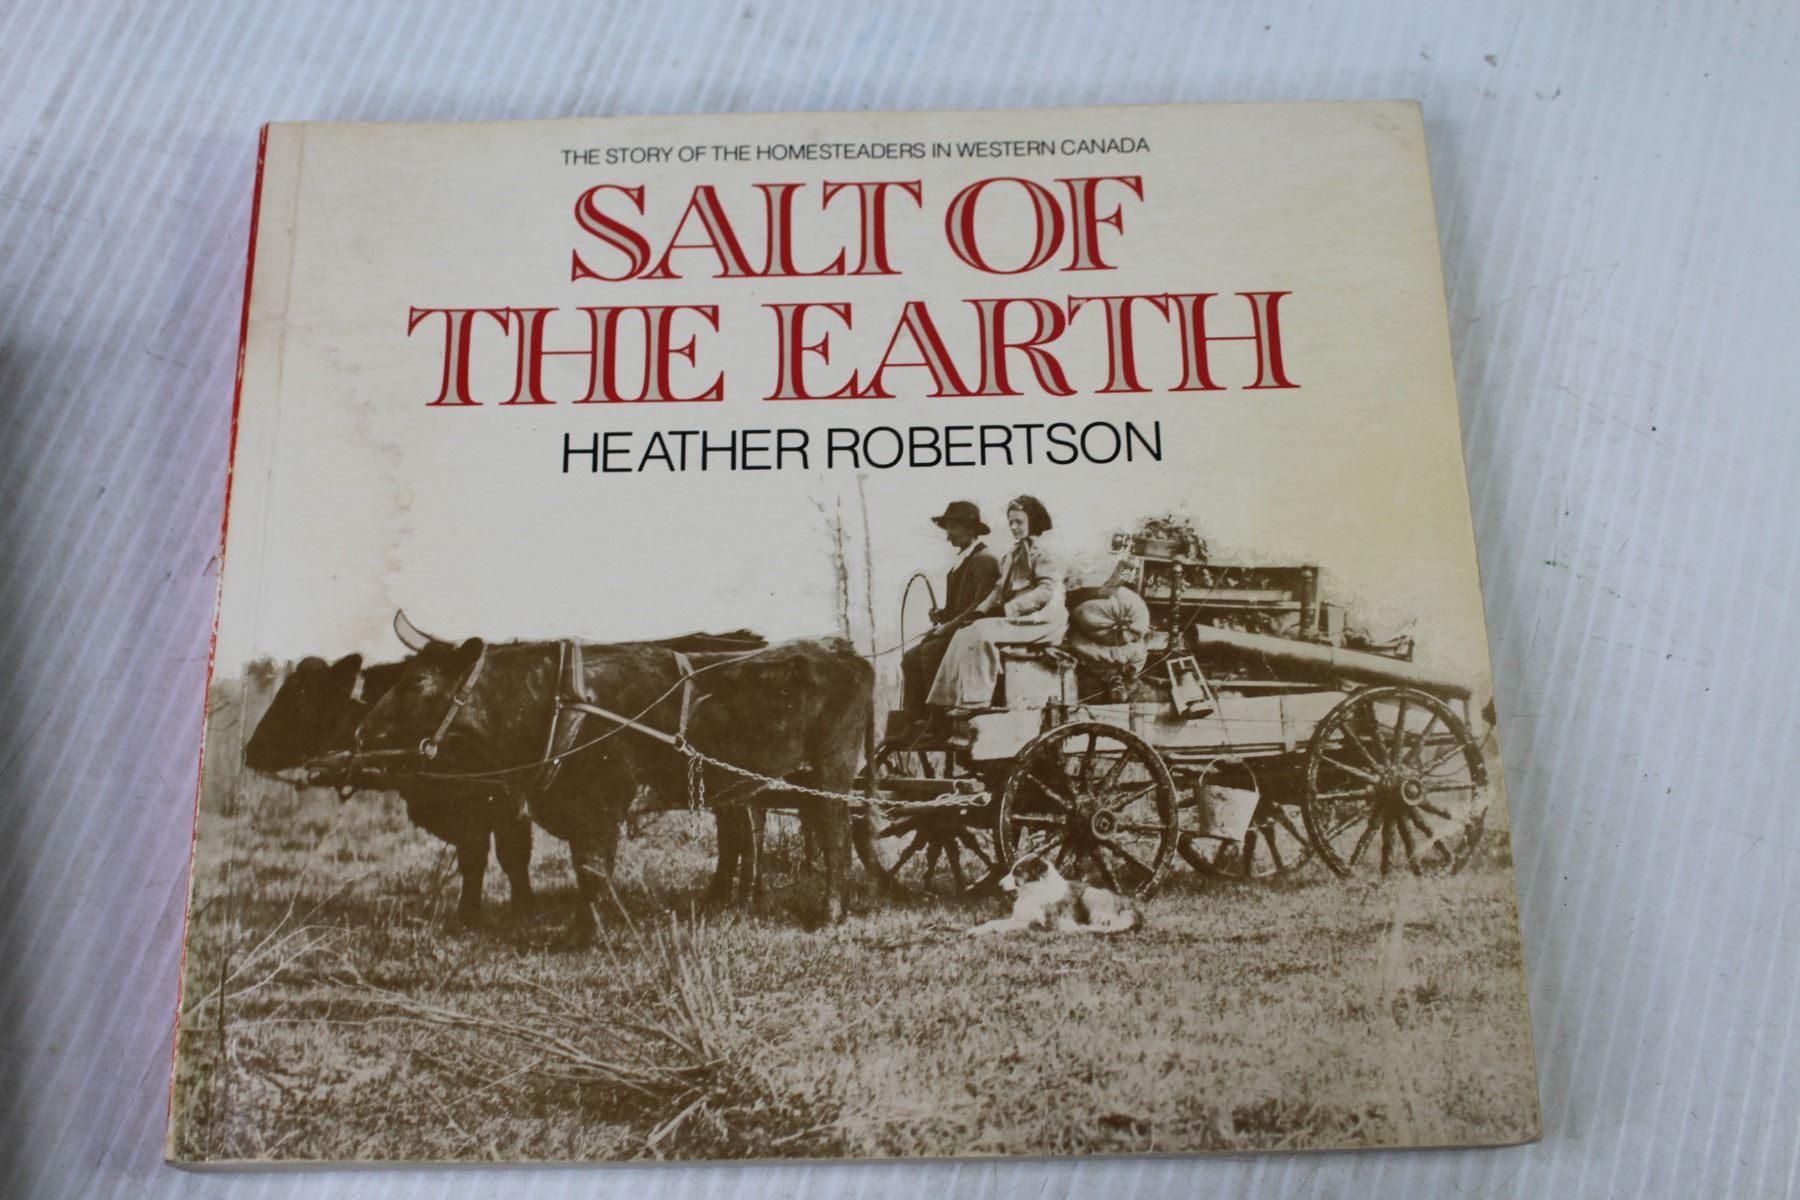 THE STORY OF THE HOMESTEADERS IN WESTERN CANADA
SALT OF
THE EARTH
HEATHER ROBERTSON